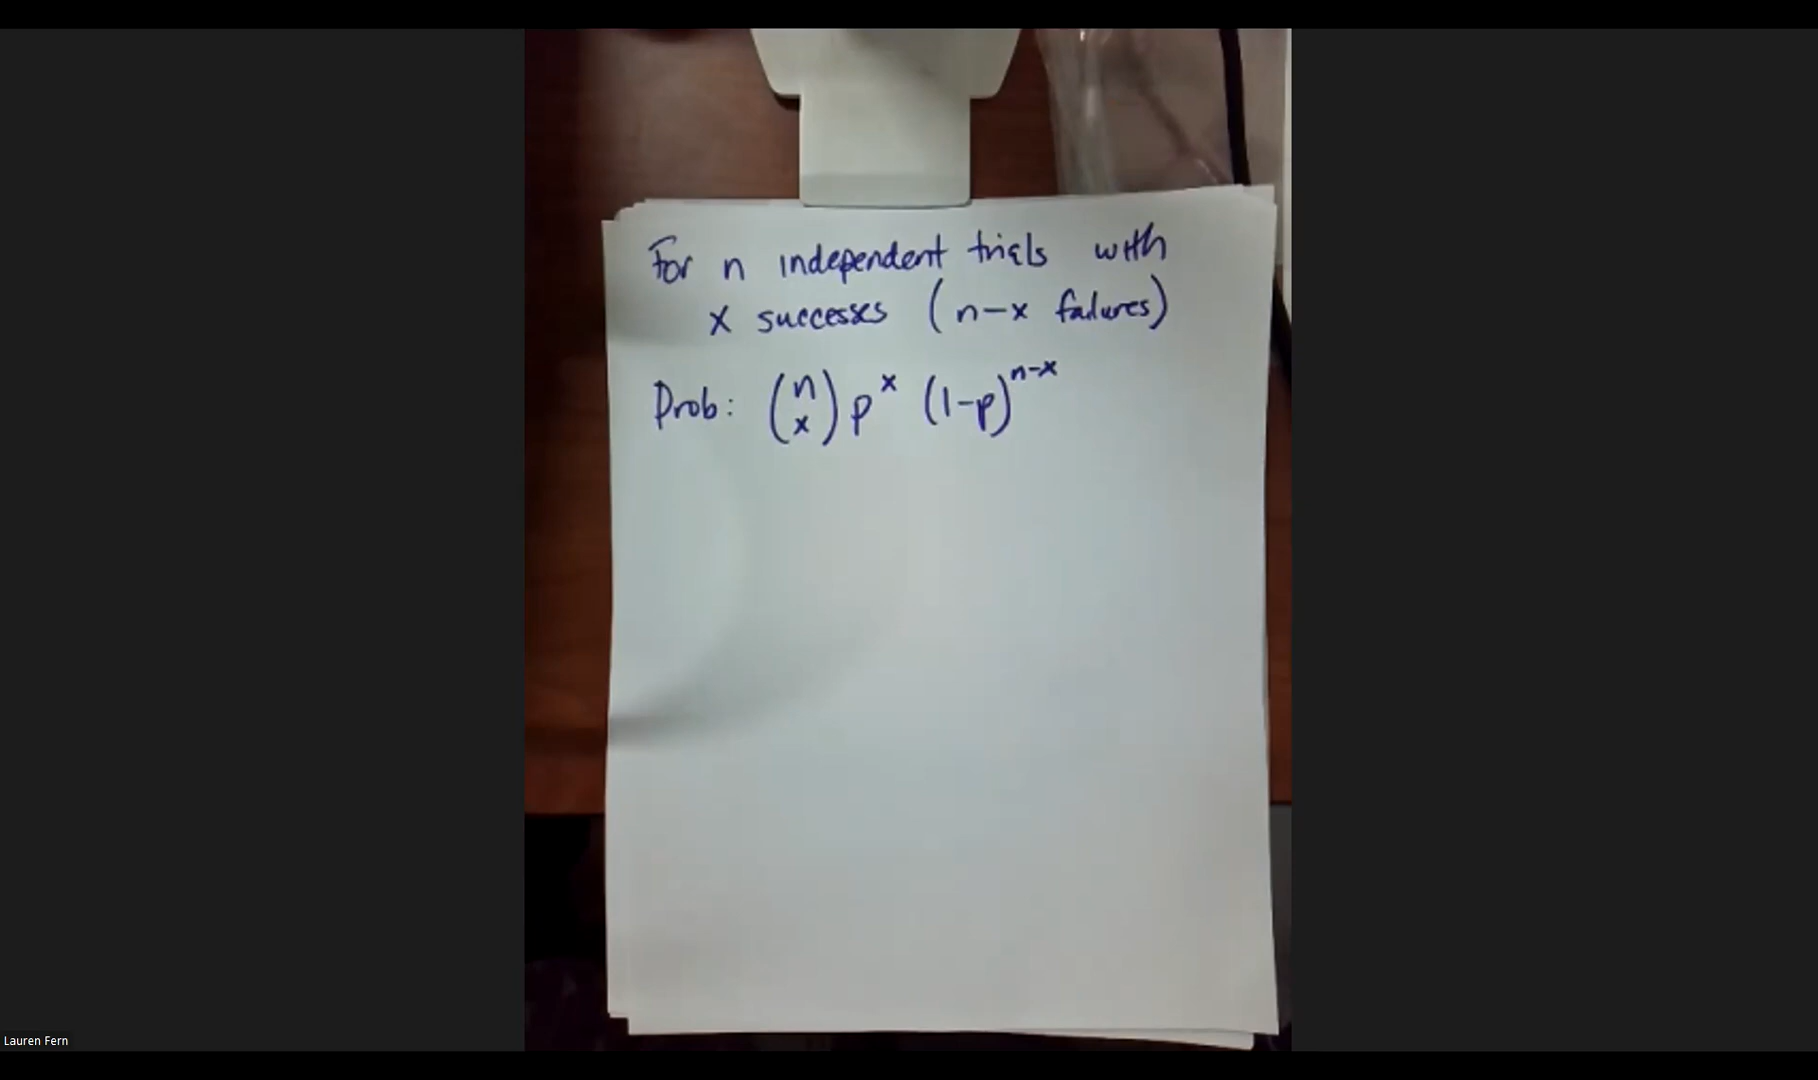 For n independent trials with
x successes (n-x failures)
Prob: (n x) p^x (1-p)^n-x
Lauren Fern